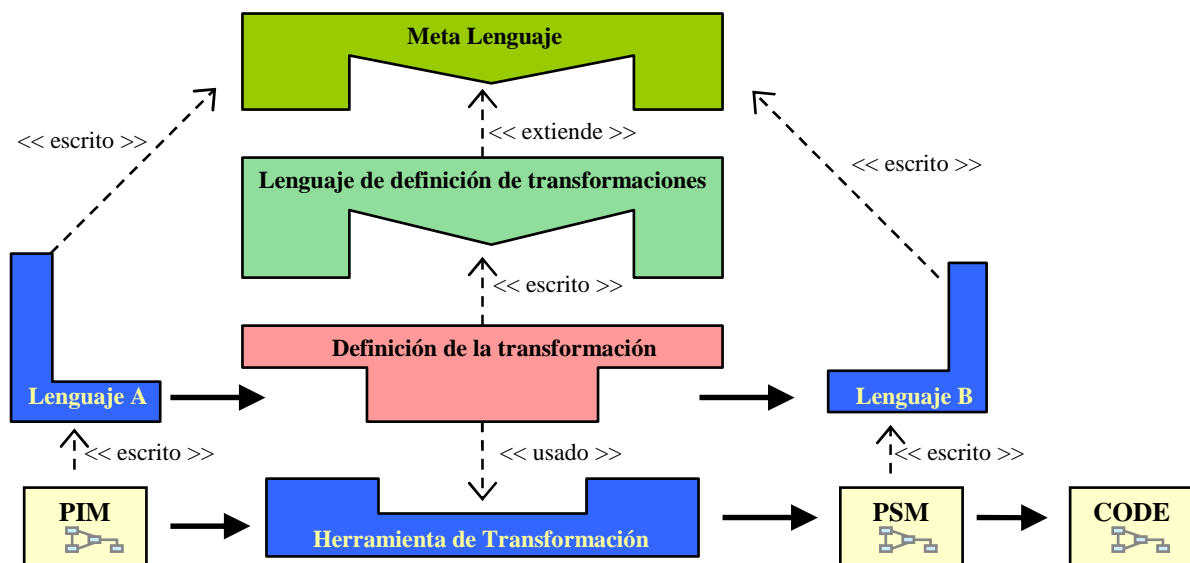 Meta Lenguaje
<< escrito >>
<< extiende >>
<< escrito >>
Lenguaje de definición de transformaciones
<< escrito >>
Definición de la transformación
Lenguaje A
Lenguaje B
<< escrito >>
<< usado >>
<< escrito >>
PIM
Herramienta de Transformación
PSM
CODE